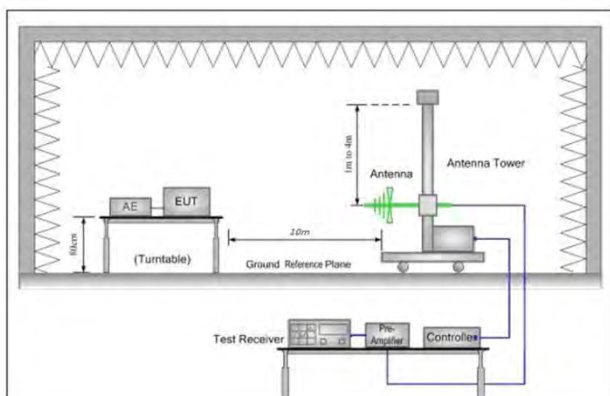 1m to 4m
Antenna
Antenna Tower
AE
EUT
80cm
(Turntable)
10m
Ground Reference Plane
Test Receiver
Pre-
Amplifier
Controller